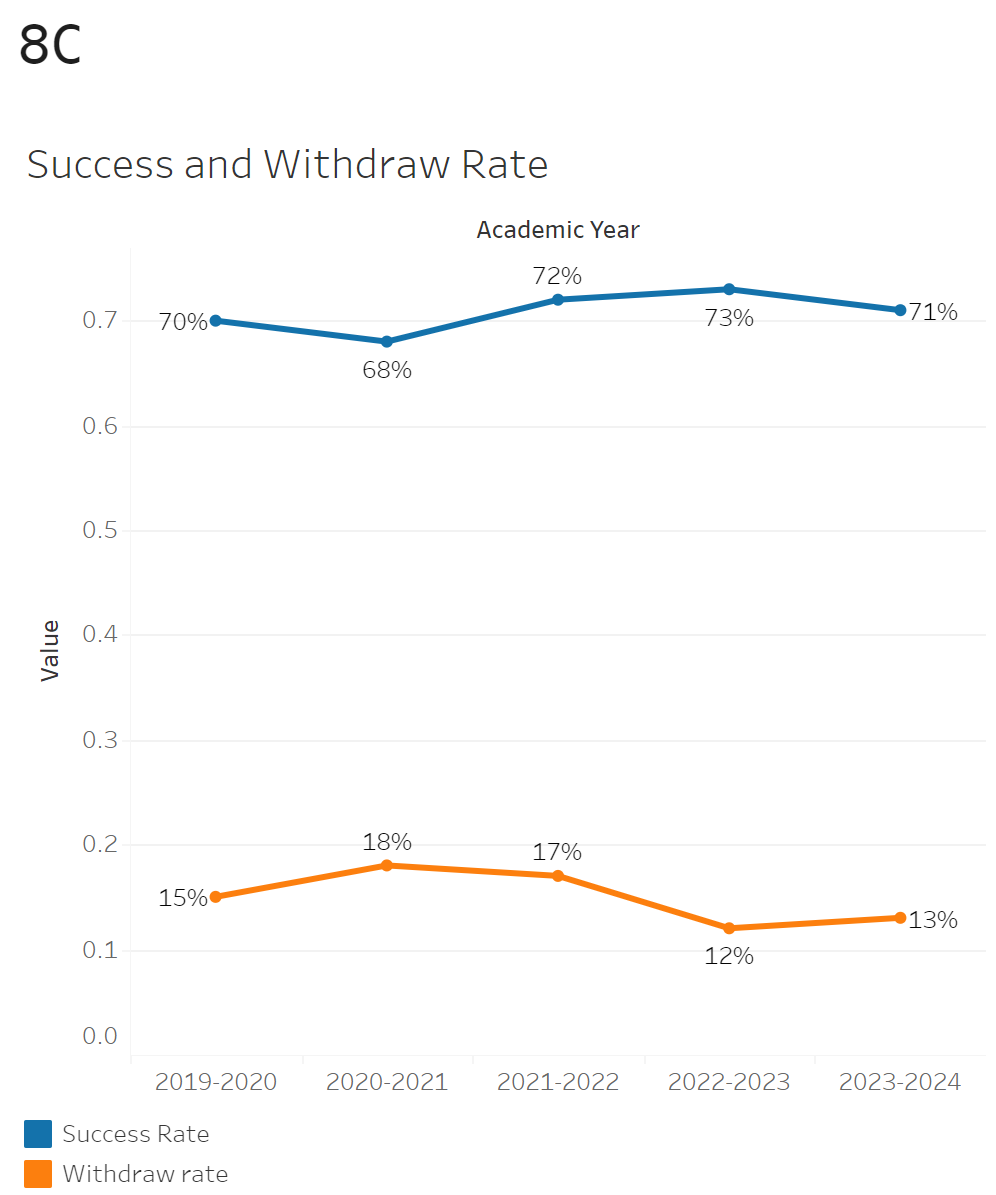 8C
Success and Withdraw Rate
Academic Year
72%
0.7
70%
73%
71%
68%
0.6
0.5
0.4
Value
0.3
0.2
18%
17%
15%
13%
0.1
12%
0.0
2019-2020 2020-2021 2021-2022 2022-2023 2023-2024
Success Rate
Withdraw rate